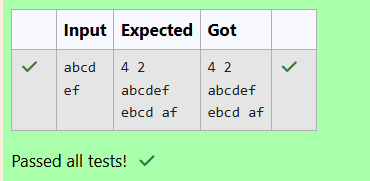 Input Expected Got
abcd 4 2 4 2
ef abcdef abcdef
ebcd af ebcd af
Passed all tests!